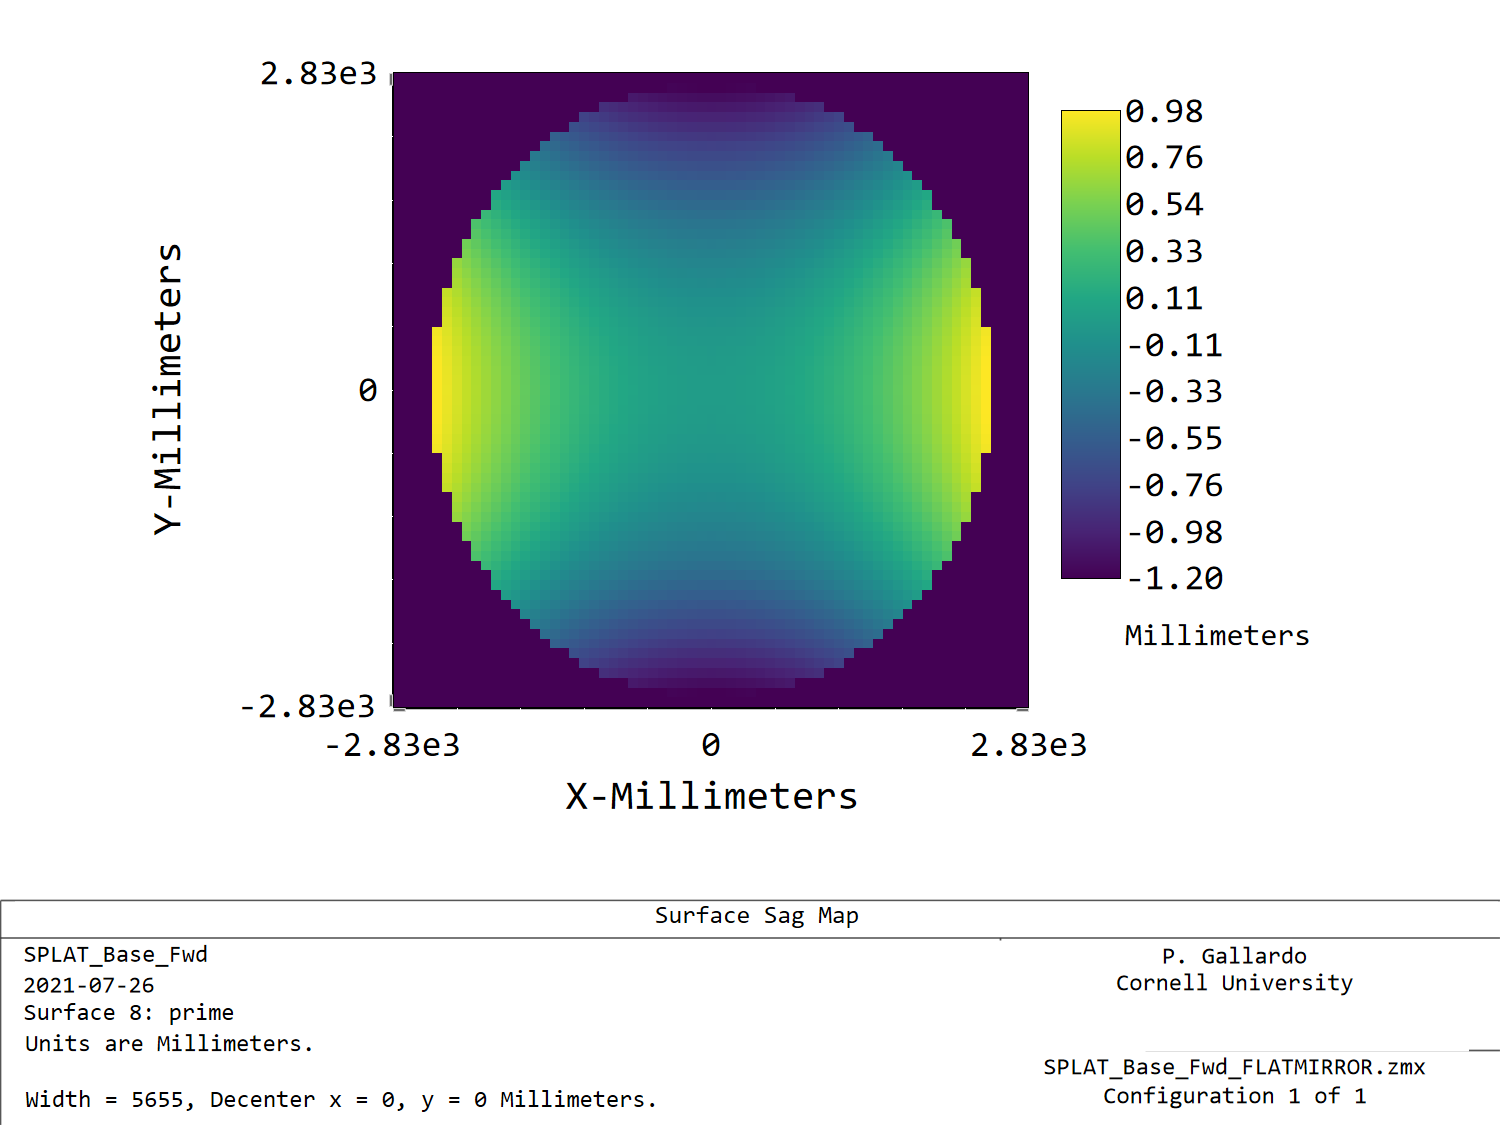 2.83e3
0
-2.83e3
Y-Millimeters
-2.83e3
0
2.83e3
X-Millimeters
0.98
0.76
0.54
0.33
0.11
-0.11
-0.33
-0.55
-0.76
-0.98
-1.20
Millimeters
Surface Sag Map
SPLAT_Base_Fwd
2021-07-26
Surface 8: prime
Units are Millimeters.
Width = 5655, Decenter x = 0, y = 0 Millimeters.
P. Gallardo
Cornell University
SPLAT_Base_Fwd_FLATMIRROR.zmx
Configuration 1 of 1